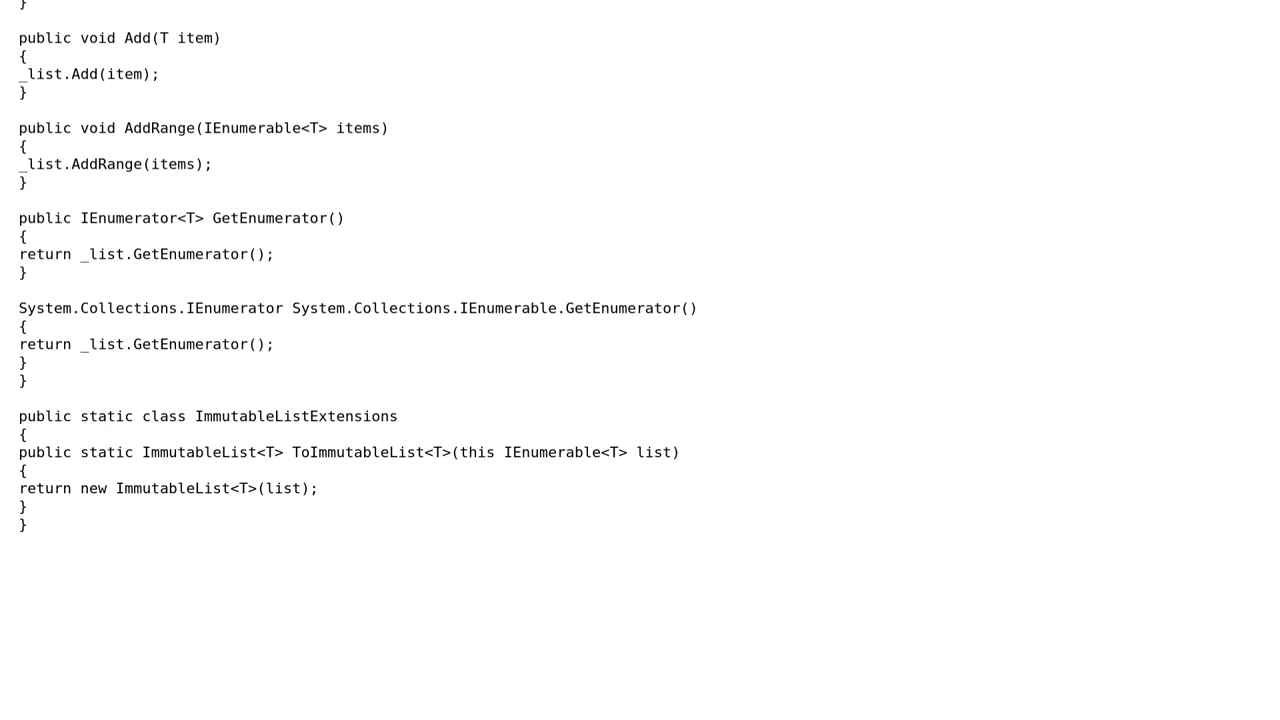 }
public void Add(T item)
{
_list.Add(item);
}
public void AddRange(IEnumerable<T> items)
{
_list.AddRange(items);
}
public IEnumerator<T> GetEnumerator()
{
return _list.GetEnumerator();
}
System.Collections.IEnumerator System.Collections.IEnumerable.GetEnumerator()
{
return _list.GetEnumerator();
}
}
public static class ImmutableListExtensions
{
public static ImmutableList<T> ToImmutableList<T>(this IEnumerable<T> list)
{
return new ImmutableList<T>(list);
}
}